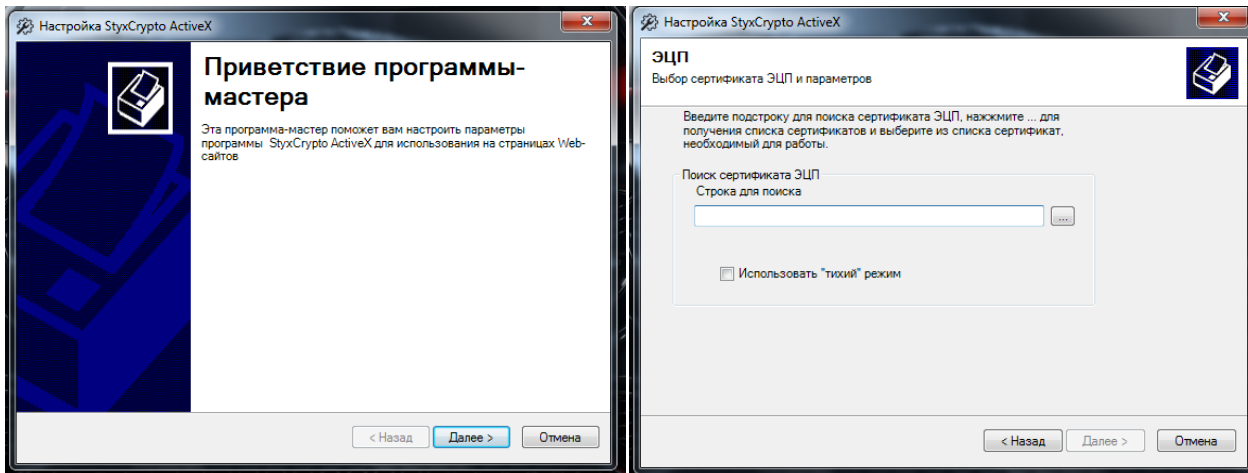 Настройка StyxCrypto ActiveX
Приветствие программы-
мастера
Эта программа-мастер поможет вам настроить параметры
программы StyxCrypto ActiveX для использования на страницах Web-
сайтов
< Назад
Далее >
Отмена
Настройка StyxCrypto ActiveX
ЭЦП
Выбор сертификата ЭЦП и параметров
Введите подстроку для поиска сертификата ЭЦП, нажжмите ... для
получения списка сертификатов и выберите из списка сертификат,
необходимый для работы.
Поиск сертификата ЭЦП
Строка для поиска
...
Использовать "тихий" режим
< Назад
Далее >
Отмена